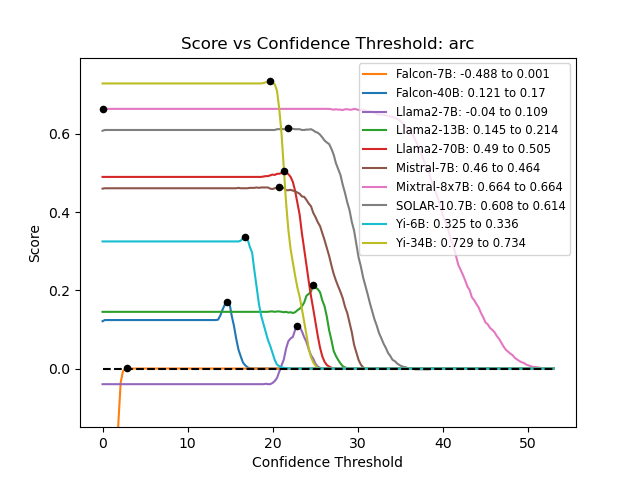 Score vs Confidence Threshold: arc
Falcon-7B: -0.488 to 0.001
Falcon-40B: 0.121 to 0.17
Llama2-7B: -0.04 to 0.109
Llama2-13B: 0.145 to 0.214
Llama2-70B: 0.49 to 0.505
Mistral-7B: 0.46 to 0.464
Mixtral-8x7B: 0.664 to 0.664
SOLAR-10.7B: 0.608 to 0.614
Yi-6B: 0.325 to 0.336
Yi-34B: 0.729 to 0.734
Score
0.6
0.4
0.2
0.0
0 10 20 30 40 50
Confidence Threshold